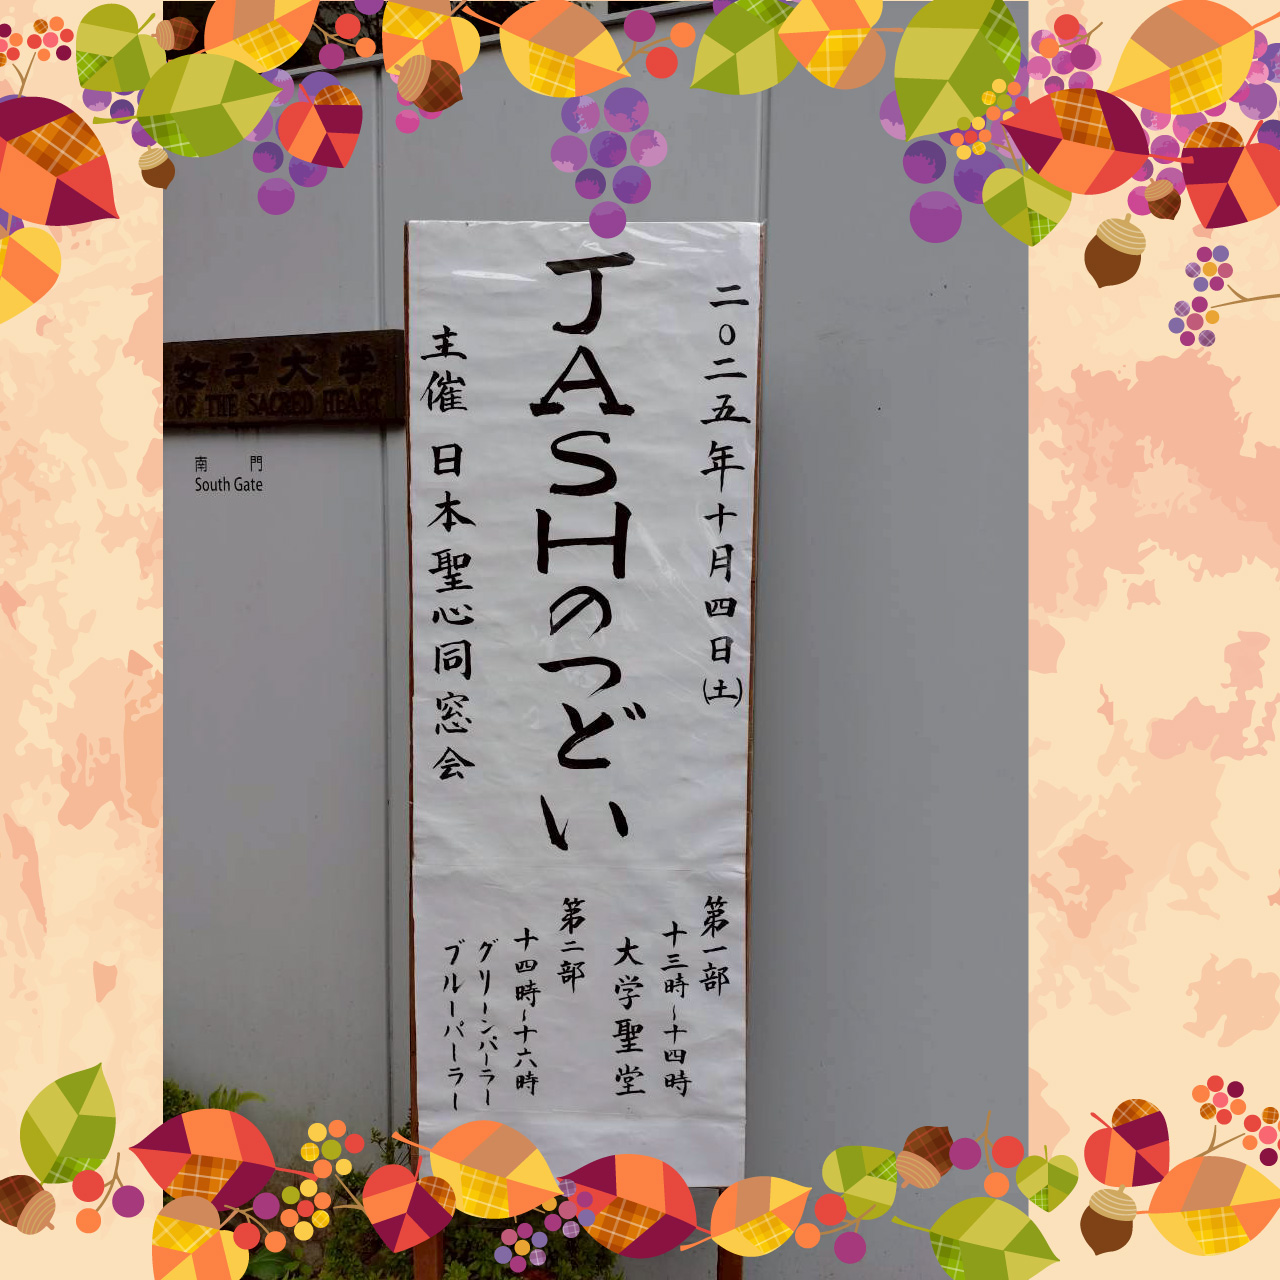 二〇二五年十月四日(土)
JASHのつどい
主催 日本聖心同窓会
第一部
十三時～十四時
大学聖堂
第二部
十四時～十六時
グリーンパーラー
ブルーパーラー
女子大学
OF THE SACRED HEART
南門
South Gate